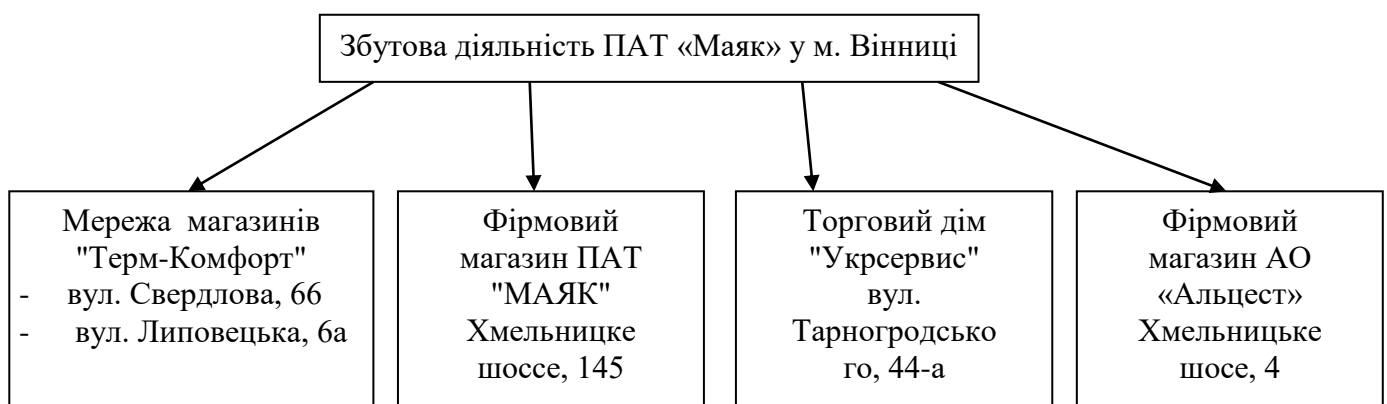 Збутова діяльність ПАТ «Маяк» у м. Вінниці
Мережа магазинів
"Терм-Комфорт"
- вул. Свердлова, 66
- вул. Липовецька, 6а
Фірмовий
магазин ПАТ
"МАЯК"
Хмельницке
шоссе, 145
Торговий дім
"Укрсервис"
вул.
Тарногродсько
го, 44-а
Фірмовий
магазин АО
«Альцест»
Хмельницьке
шосе, 4